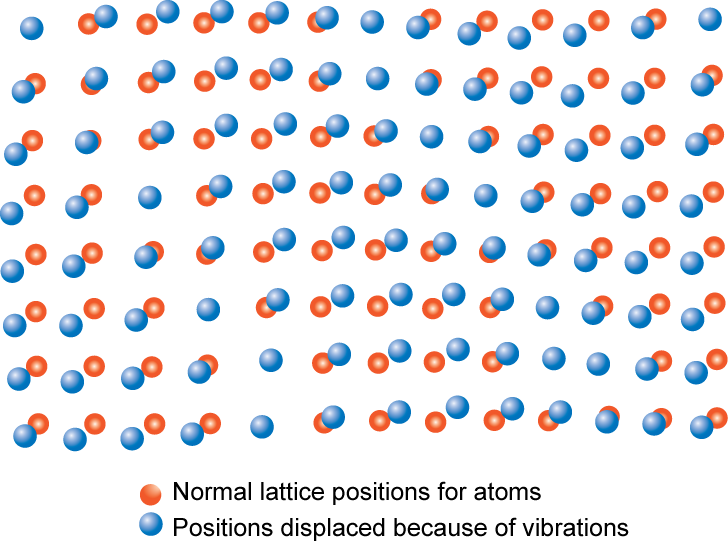 Normal lattice positions for atoms
Positions displaced because of vibrations